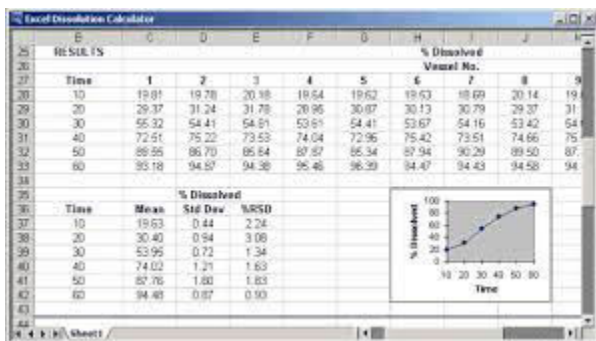 Excel Dissolution Calculator
B C D E F G H I J
25 RESULTS % Dissolved
26 Vessel No.
27 Time 1 2 3 4 5 6 7 8 9
28 10 19.81 19.78 20.18 19.64 19.62 19.53 18.69 20.14
29 20 29.37 31.24 31.78 28.95 30.87 30.13 30.79 29.37
30 30 55.32 54.41 54.81 53.61 54.41 53.67 54.16 53.42
31 40 72.51 75.22 73.53 74.04 72.96 75.42 73.51 74.66
32 50 86.70 85.34 87.94 90.29 89.50
33 60 93.18 94.87 94.38 95.46 96.39 94.43 94.58
34
35 % Dissolved
36 Time Mean Std Dev %RSD
37 10 19.63 0.44 2.24
38 20 30.40 0.94 3.08
39 30 53.95 0.72 1.34
40 40 74.02 1.21 1.63
41 50 87.76 1.60 1.83
42 60 94.48 0.87 0.93
43
100
80
60
40
20
0
% Dissolved
10 20 30 40 50 60
Time
Sheet1